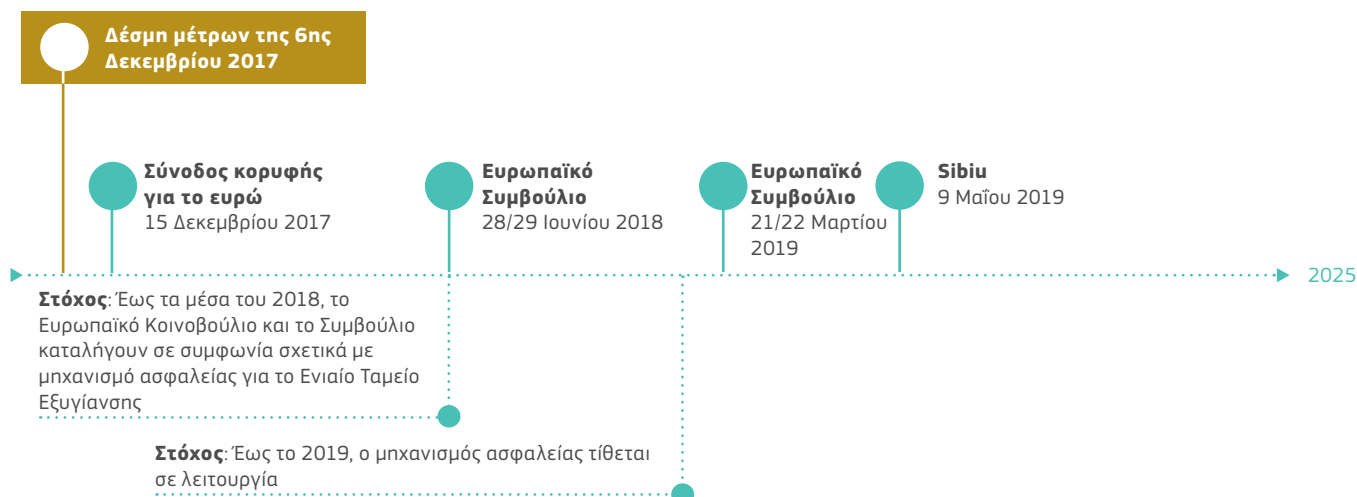 Δέσμη μέτρων της 6ης
Δεκεμβρίου 2017
Σύνοδος κορυφής
για το ευρώ
15 Δεκεμβρίου 2017
Ευρωπαϊκό
Συμβούλιο
28/29 Ιουνίου 2018
Ευρωπαϊκό
Συμβούλιο
21/22 Μαρτίου
2019
Sibiu
9 Μαΐου 2019
2025
Στόχος: Έως τα μέσα του 2018, το
Ευρωπαϊκό Κοινοβούλιο και το Συμβούλιο
καταλήγουν σε συμφωνία σχετικά με
μηχανισμό ασφαλείας για το Ενιαίο Ταμείο
Εξυγίανσης
Στόχος: Έως το 2019, ο μηχανισμός ασφαλείας τίθεται
σε λειτουργία